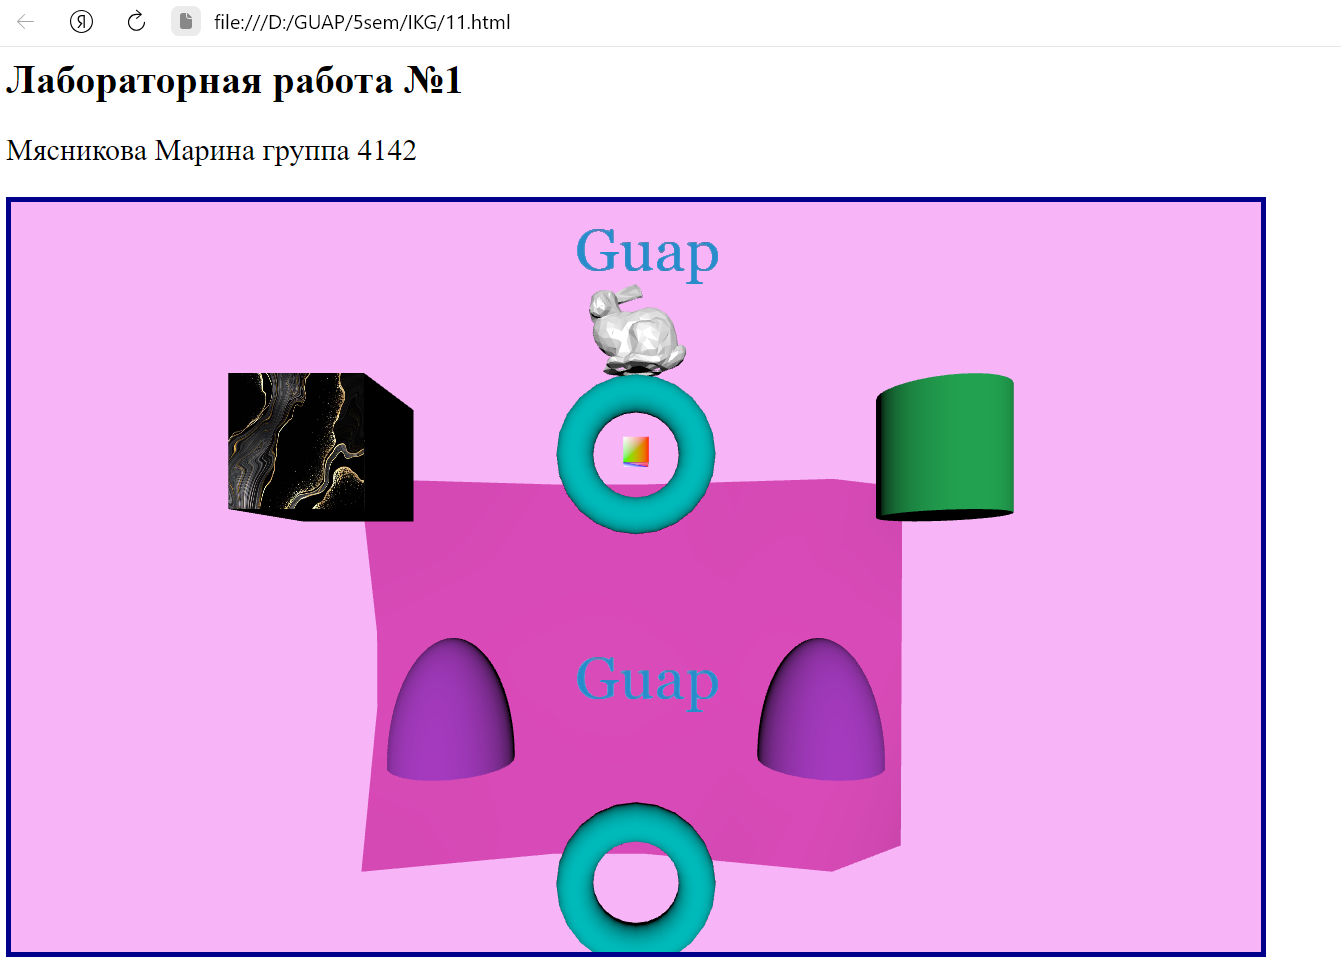 file:///D:/GUAP/5sem/IKG/11.html
Лабораторная работа №1
Мясникова Марина группа 4142
Guap
Guap